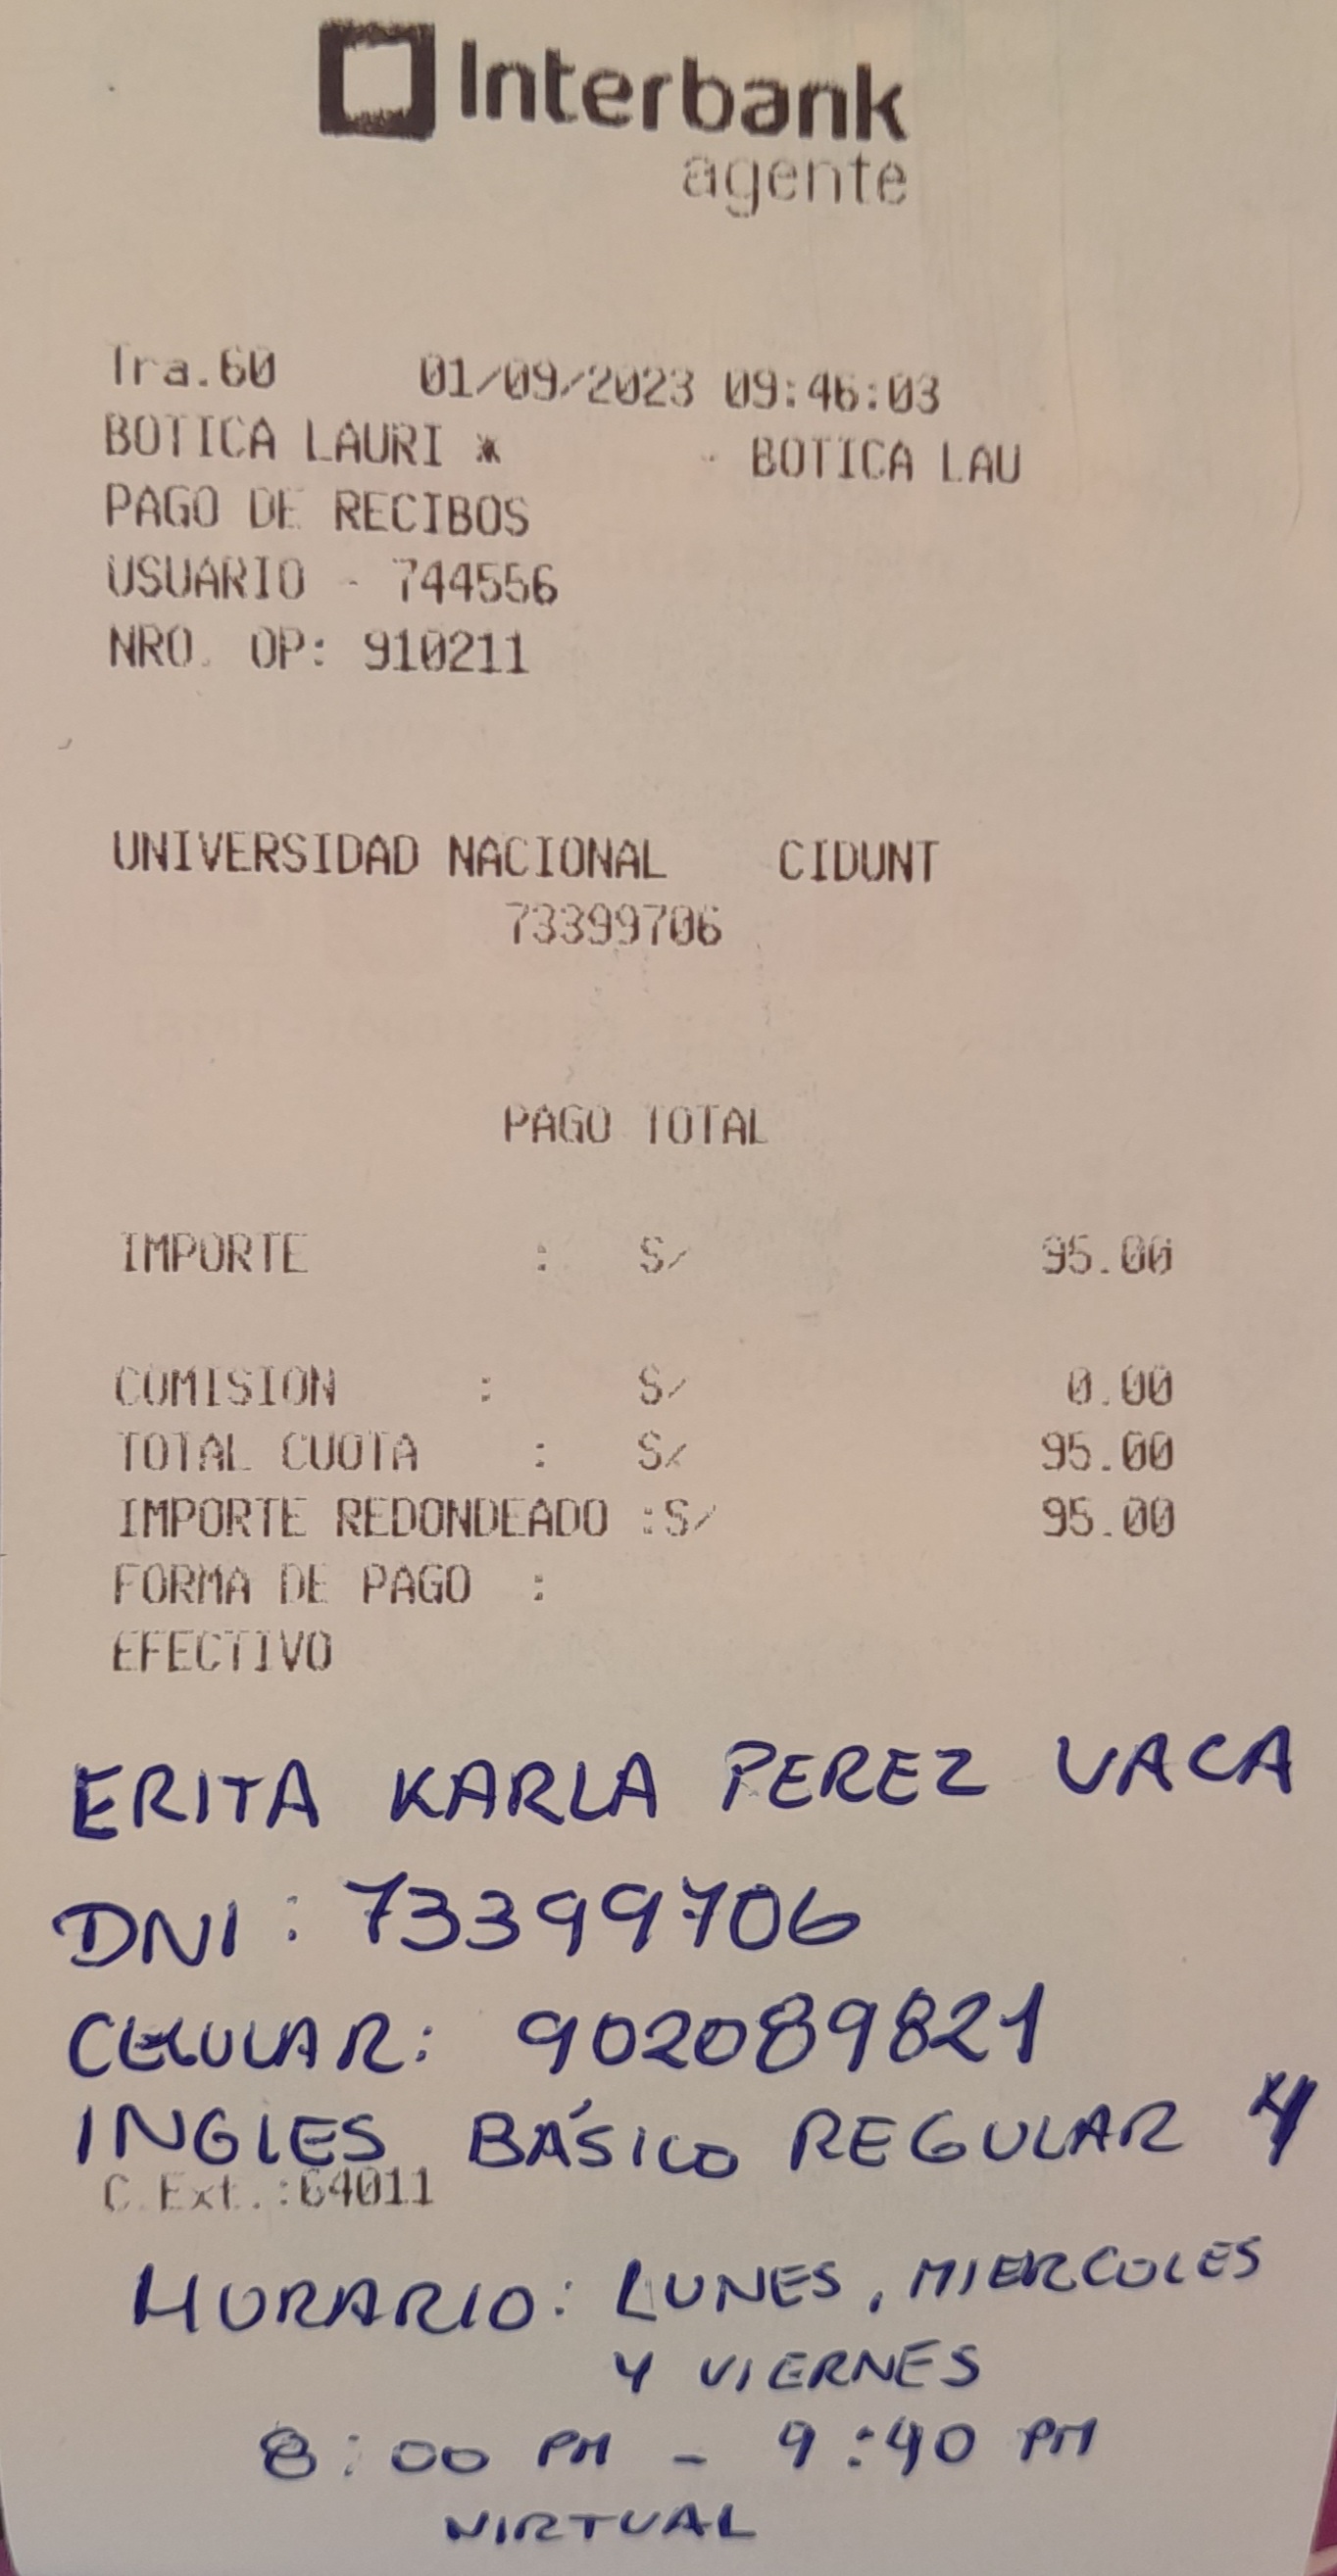 Interbank
agente
Tra.60 01/09/2023 09:46:03
BOTICA LAURI * - BOTICA LAU
PAGO DE RECIBOS
USUARIO - 744556
NRO. OP: 910211
UNIVERSIDAD NACIONAL CIDUNT
73399706
PAGO TOTAL
IMPORTE : S/ 95.00
COMISION : S/ 0.00
TOTAL CUOTA : S/ 95.00
IMPORTE REDONDEADO :S/ 95.00
FORMA DE PAGO :
EFECTIVO
ERITA KARLA PEREZ VACA
DNI: 73399706
CELULAR: 902089821
INGLES BÁSICO REGULAR 4
C.Ext.:64011
HORARIO: LUNES, MIERCOLES
Y VIERNES
8:00 PM - 9:40 PM
VIRTUAL